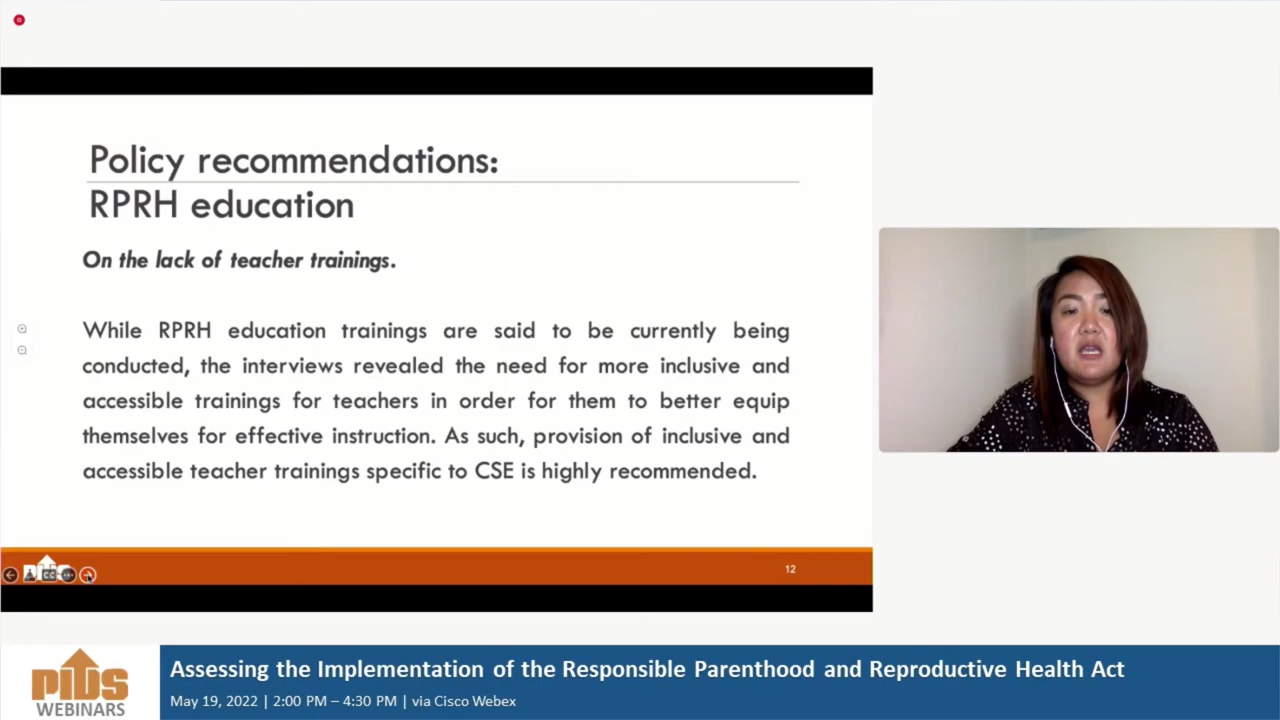 Policy recommendations:
RPRH education
On the lack of teacher trainings.
While RPRH education trainings are said to be currently being
conducted, the interviews revealed the need for more inclusive and
accessible trainings for teachers in order for them to better equip
themselves for effective instruction. As such, provision of inclusive and
accessible teacher trainings specific to CSE is highly recommended.
12
PIDS
WEBINARS
Assessing the Implementation of the Responsible Parenthood and Reproductive Health Act
May 19, 2022 | 2:00 PM – 4:30 PM | via Cisco Webex